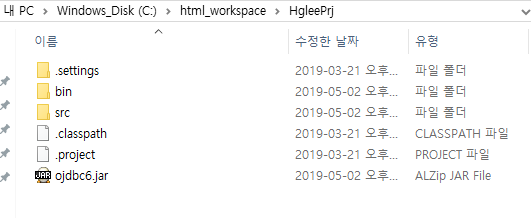 내 PC > Windows_Disk (C:) > html_workspace > HgleePrj
이름 수정한 날짜 유형
.settings 2019-03-21 오후... 파일 폴더
bin 2019-05-02 오후... 파일 폴더
src 2019-05-02 오후... 파일 폴더
.classpath 2019-03-21 오후... CLASSPATH 파일
.project 2019-03-21 오후... PROJECT 파일
ojdbc6.jar 2019-05-02 오후... ALZip JAR File